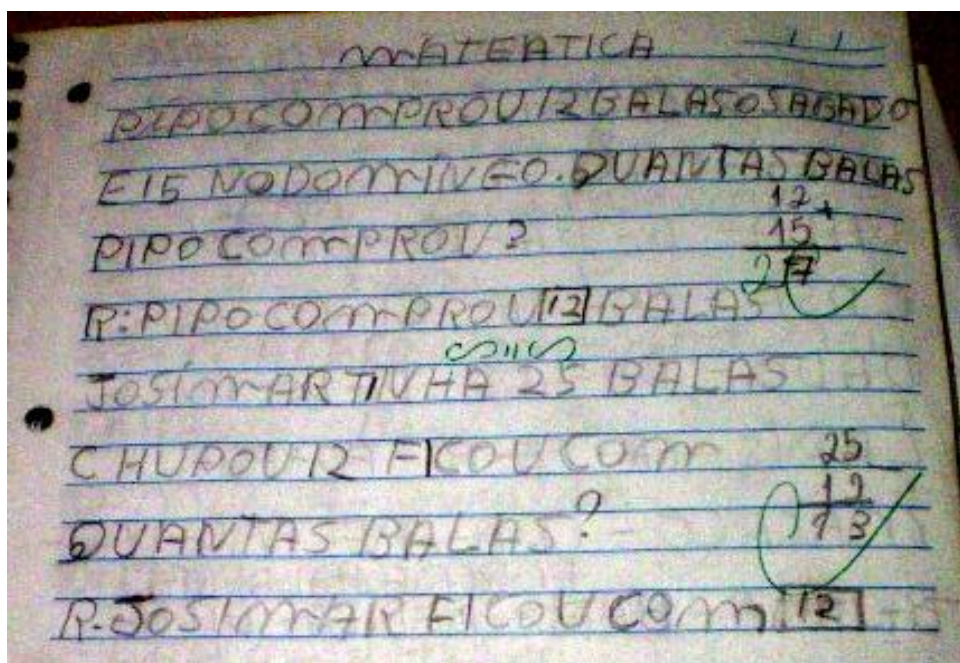 MATEATICA
PIPO COMPROU 12 BALAS O SABADO
E 15 NO DOMINGO. QUANTAS BALAS
PIPO COMPROU?
12+
15
27
R: PIPO COMPROU 12 BALAS
JOSIMAR TINHA 25 BALAS
CHUPOU 12 FICOU COM
25
12
13
QUANTAS BALAS?
R- JOSIMAR FICOU COM 12